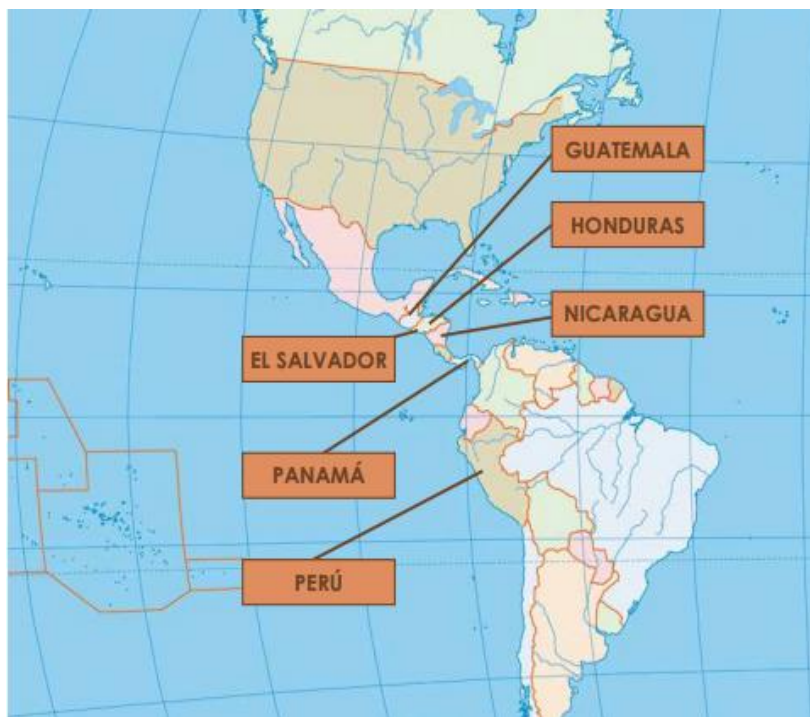 GUATEMALA
HONDURAS
NICARAGUA
EL SALVADOR
PANAMÁ
PERÚ